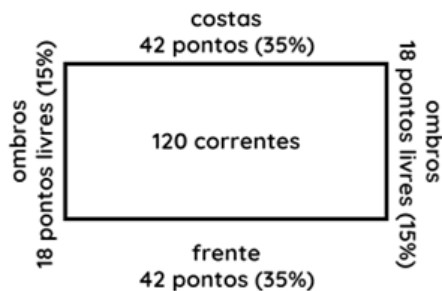 costas
42 pontos (35%)
ombros
18 pontos livres (15%)
120 correntes
ombros
18 pontos livres (15%)
frente
42 pontos (35%)